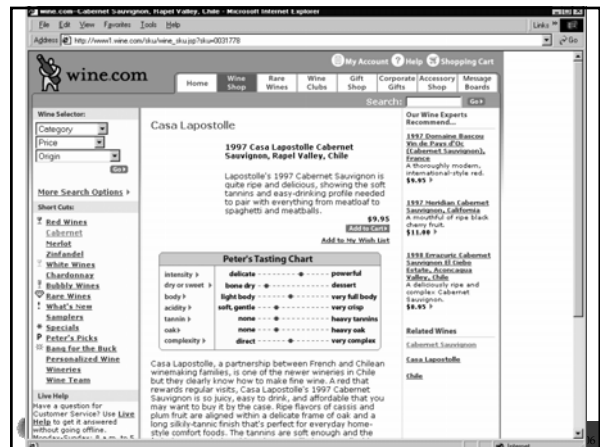 wine.com-Cabernet Sauvignon, Rapel Valley, Chile - Microsoft Internet Explorer
File Edit View Favorites Tools Help
Links
Address http://www1.wine.com/sku/wine_sku.jsp?sku=0031778
Go
My Account Help Shopping Cart
wine.com
Home
Wine Shop
Rare Wines
Wine Clubs
Gift Shop
Corporate Gifts
Accessory Shop
Message Boards
Search:
Go
Wine Selector:
Category
Price
Origin
Go
More Search Options
Short Cuts:
Red Wines
Cabernet
Merlot
Zinfandel
White Wines
Chardonnay
Bubbly Wines
Rare Wines
What's New
Samplers
Specials
Peter's Picks
Bang for the Buck
Personalized Wine
Wineries
Wine Team
Live Help
Have a question for
Customer Service? Use Live
Help to get it answered
without going offline.
Casa Lapostolle
1997 Casa Lapostolle Cabernet
Sauvignon, Rapel Valley, Chile
Lapostolle's 1997 Cabernet Sauvignon is
quite ripe and delicious, showing the soft
tannins and easy-drinking profile needed
to pair with everything from meatloaf to
spaghetti and meatballs.
$9.95
Add to Cart
Add to My Wish List
Peter's Tasting Chart
intensity delicate powerful
dry or sweet bone dry dessert
body light body very full body
acidity soft, gentle very crisp
tannin none heavy tannins
oak none heavy oak
complexity direct very complex
Casa Lapostolle, a partnership between French and Chilean
winemaking families, is one of the newer wineries in Chile
but they clearly know how to make fine wine. A red that
rewards regular visits, Casa Lapostolle's 1997 Cabernet
Sauvignon is so juicy, easy to drink, and affordable that you
may want to buy it by the case. Ripe flavors of cassis and
plum fruit are aligned within a delicate frame of oak and a
long silkily-tannic finish that's perfect for everyday home-
style comfort foods. The tannins are soft enough and the
Our Wine Experts
Recommend...
1997 Domaine Bascou
Vin de Pays d'Oc
(Cabernet Sauvignon),
France
A thoroughly modern,
international-style red.
$9.95
1997 Meridian Cabernet
Sauvignon, California
A mouthful of ripe black
cherry fruit.
$11.00
1998 Errazuriz Cabernet
Sauvignon El Ciebo
Estate, Aconcagua
Valley, Chile
A deliciously ripe and
complex Cabernet
Sauvignon.
$8.95
Related Wines
Cabernet Sauvignon
Casa Lapostolle
Chile